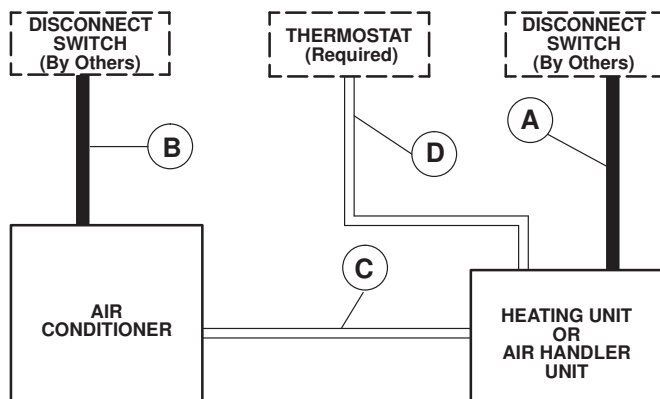 DISCONNECT
SWITCH
(By Others)
THERMOSTAT
(Required)
DISCONNECT
SWITCH
(By Others)
A
B
D
C
AIR
CONDITIONER
HEATING UNIT
OR
AIR HANDLER
UNIT